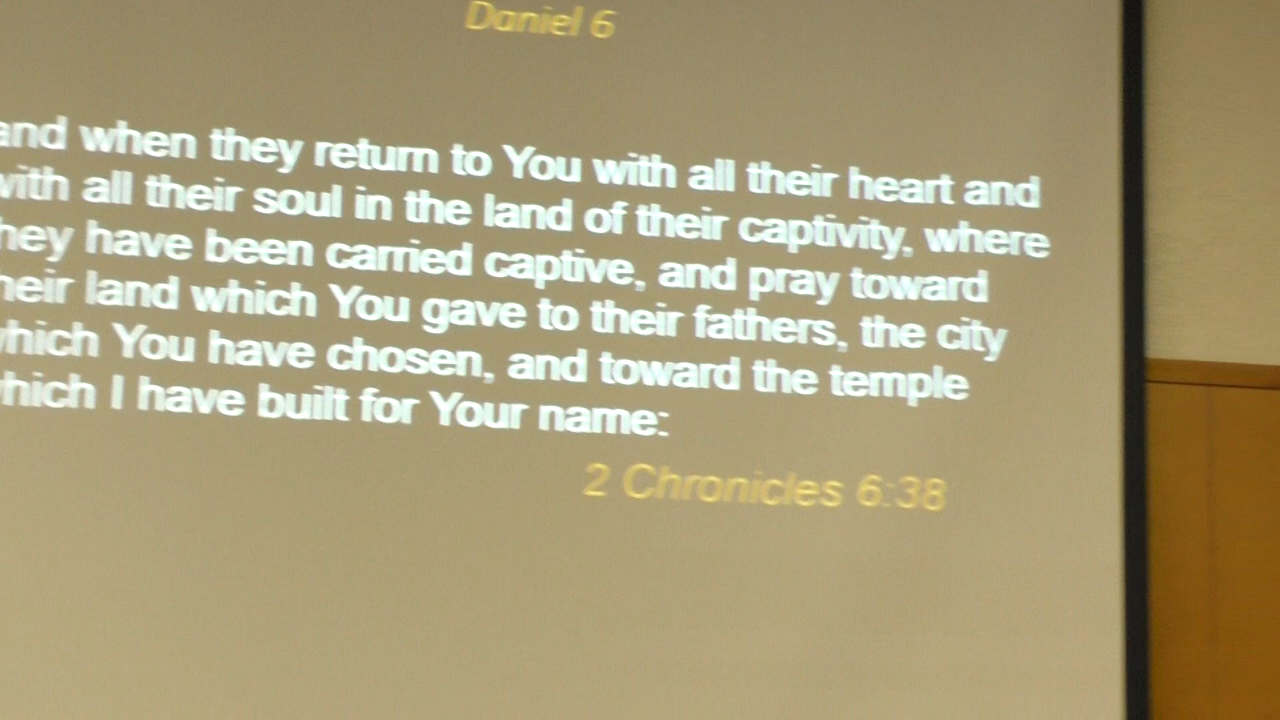 Daniel 6
and when they return to You with all their heart and
with all their soul in the land of their captivity, where
hey have been carried captive, and pray toward
heir land which You gave to their fathers, the city
which You have chosen, and toward the temple
hich I have built for Your name:
2 Chronicles 6:38